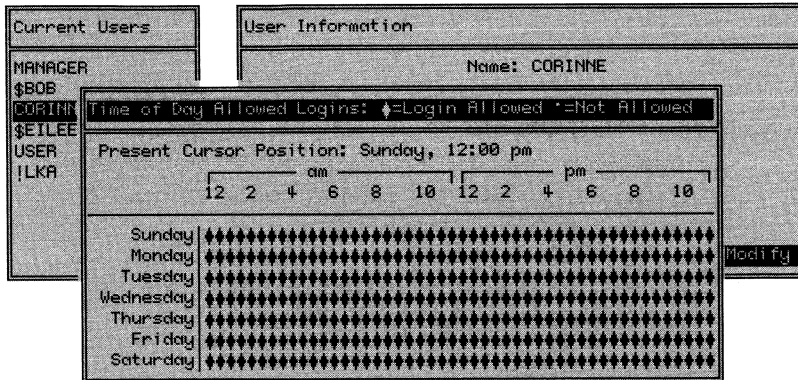 Current Users
User Information
MANAGER
Name: CORINNE
$BOB
CORINN
Time of Day Allowed Logins: ♦=Login Allowed '=Not Allowed
$EILEE
USER
Present Cursor Position: Sunday, 12:00 pm
!LKA
am pm
12 2 4 6 8 10 12 2 4 6 8 10
Sunday
Monday
Modify
Tuesday
Wednesday
Thursday
Friday
Saturday